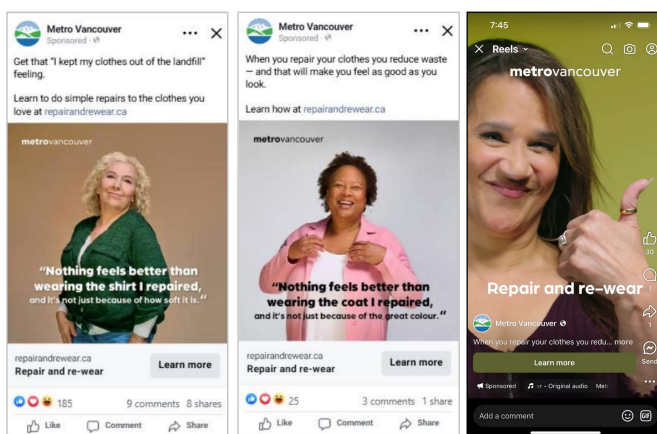 Metro Vancouver
Sponsored
Get that "I kept my clothes out of the landfill"
feeling.
Learn to do simple repairs to the clothes you
love at repairandrewear.ca
metrovancouver
"Nothing feels better than
wearing the shirt I repaired,
and it's not just because of how soft it is."
repairandrewear.ca
Repair and re-wear
Learn more
185
9 comments 8 shares
Like Comment Share
Metro Vancouver
Sponsored
When you repair your clothes you reduce waste
— and that will make you feel as good as you
look.
Learn how at repairandrewear.ca
metrovancouver
"Nothing feels better than
wearing the coat I repaired,
and it's not just because of the great colour."
repairandrewear.ca
Repair and re-wear
Learn more
25
3 comments 1 share
Like Comment Share
7:45
Reels
metrovancouver
30
1
Repair and re-wear
1
Metro Vancouver
When you repair your clothes you redu... more
Send
Learn more
Sponsored
r - Original audio Met
Add a comment
GIF